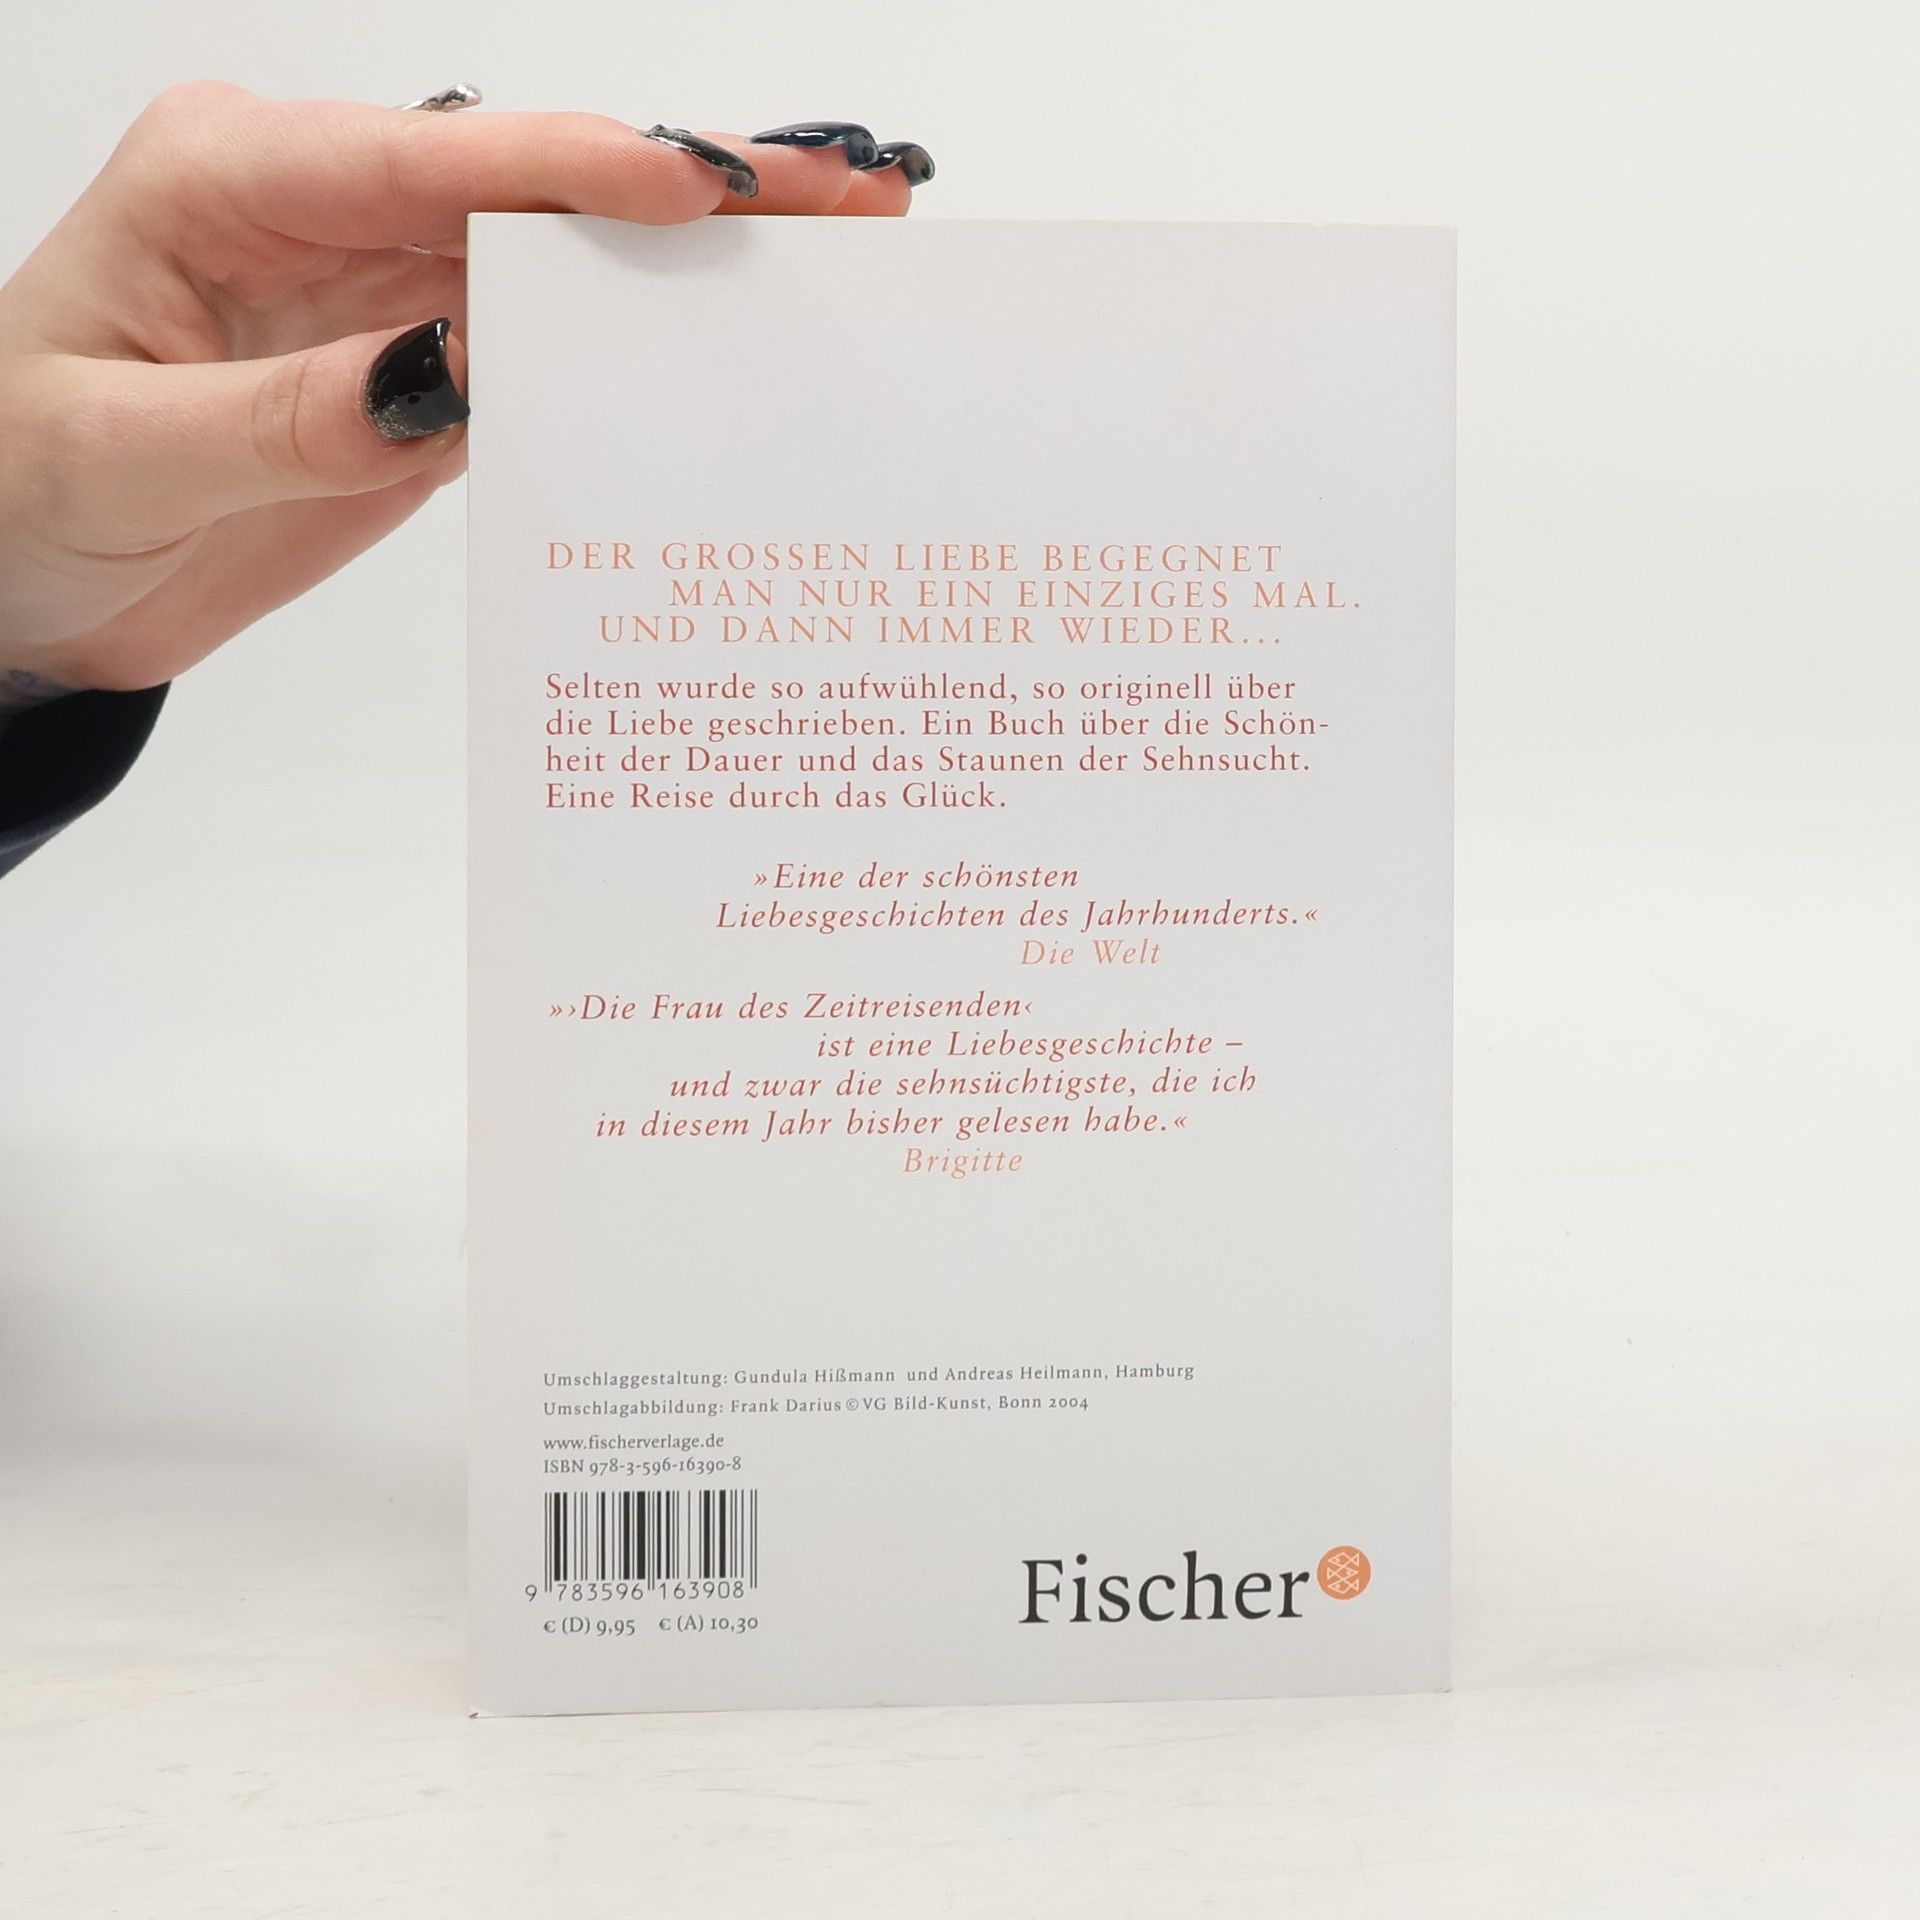 DER GROSSEN LIEBE BEGEGNET
MAN NUR EIN EINZIGES MAL.
UND DANN IMMER WIEDER...
Selten wurde so aufwühlend, so originell über
die Liebe geschrieben. Ein Buch über die Schön-
heit der Dauer und das Staunen der Sehnsucht.
Eine Reise durch das Glück.
»Eine der schönsten
Liebesgeschichten des Jahrhunderts.«
Die Welt
»›Die Frau des Zeitreisenden‹
ist eine Liebesgeschichte –
und zwar die sehnsüchtigste, die ich
in diesem Jahr bisher gelesen habe.«
Brigitte
Umschlaggestaltung: Gundula Hißmann und Andreas Heilmann, Hamburg
Umschlagabbildung: Frank Darius © VG Bild-Kunst, Bonn 2004
www.fischerverlage.de
ISBN 978-3-596-16390-8
9 783596 163908
€ (D) 9,95 € (A) 10,30
Fischer